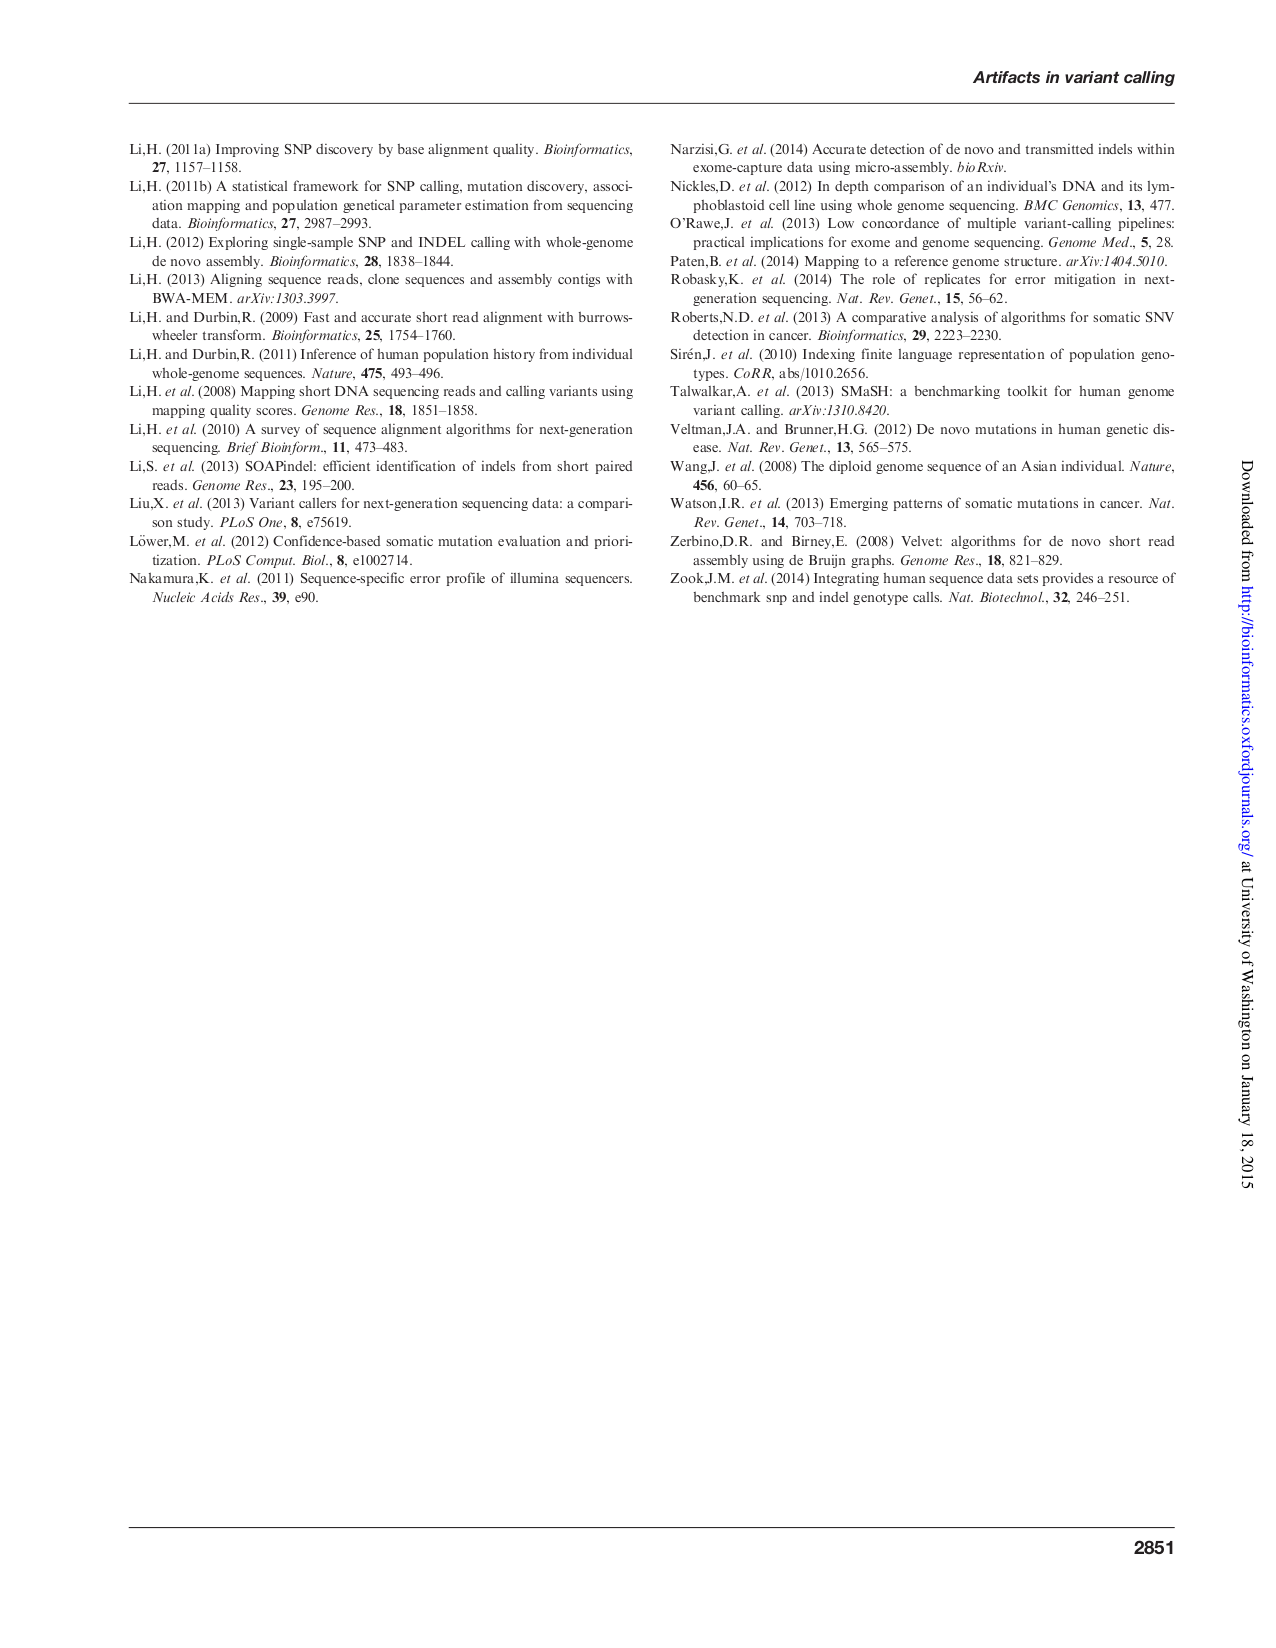 Artifacts in variant calling
Li,H. (2011a) Improving SNP discovery by base alignment quality. Bioinformatics,
27, 1157–1158.
Li,H. (2011b) A statistical framework for SNP calling, mutation discovery, associ-
ation mapping and population genetical parameter estimation from sequencing
data. Bioinformatics, 27, 2987–2993.
Li,H. (2012) Exploring single-sample SNP and INDEL calling with whole-genome
de novo assembly. Bioinformatics, 28, 1838–1844.
Li,H. (2013) Aligning sequence reads, clone sequences and assembly contigs with
BWA-MEM. arXiv:1303.3997.
Li,H. and Durbin,R. (2009) Fast and accurate short read alignment with burrows-
wheeler transform. Bioinformatics, 25, 1754–1760.
Li,H. and Durbin,R. (2011) Inference of human population history from individual
whole-genome sequences. Nature, 475, 493–496.
Li,H. et al. (2008) Mapping short DNA sequencing reads and calling variants using
mapping quality scores. Genome Res., 18, 1851–1858.
Li,H. et al. (2010) A survey of sequence alignment algorithms for next-generation
sequencing. Brief Bioinform., 11, 473–483.
Li,S. et al. (2013) SOAPindel: efficient identification of indels from short paired
reads. Genome Res., 23, 195–200.
Liu,X. et al. (2013) Variant callers for next-generation sequencing data: a compari-
son study. PLoS One, 8, e75619.
Löwer,M. et al. (2012) Confidence-based somatic mutation evaluation and priori-
tization. PLoS Comput. Biol., 8, e1002714.
Nakamura,K. et al. (2011) Sequence-specific error profile of illumina sequencers.
Nucleic Acids Res., 39, e90.
Narzisi,G. et al. (2014) Accurate detection of de novo and transmitted indels within
exome-capture data using micro-assembly. bioRxiv.
Nickles,D. et al. (2012) In depth comparison of an individual's DNA and its lym-
phoblastoid cell line using whole genome sequencing. BMC Genomics, 13, 477.
O'Rawe,J. et al. (2013) Low concordance of multiple variant-calling pipelines:
practical implications for exome and genome sequencing. Genome Med., 5, 28.
Paten,B. et al. (2014) Mapping to a reference genome structure. arXiv:1404.5010.
Robasky,K. et al. (2014) The role of replicates for error mitigation in next-
generation sequencing. Nat. Rev. Genet., 15, 56–62.
Roberts,N.D. et al. (2013) A comparative analysis of algorithms for somatic SNV
detection in cancer. Bioinformatics, 29, 2223–2230.
Sirén,J. et al. (2010) Indexing finite language representation of population geno-
types. CoRR, abs/1010.2656.
Talwalkar,A. et al. (2013) SMaSH: a benchmarking toolkit for human genome
variant calling. arXiv:1310.8420.
Veltman,J.A. and Brunner,H.G. (2012) De novo mutations in human genetic dis-
ease. Nat. Rev. Genet., 13, 565–575.
Wang,J. et al. (2008) The diploid genome sequence of an Asian individual. Nature,
456, 60–65.
Watson,I.R. et al. (2013) Emerging patterns of somatic mutations in cancer. Nat.
Rev. Genet., 14, 703–718.
Zerbino,D.R. and Birney,E. (2008) Velvet: algorithms for de novo short read
assembly using de Bruijn graphs. Genome Res., 18, 821–829.
Zook,J.M. et al. (2014) Integrating human sequence data sets provides a resource of
benchmark snp and indel genotype calls. Nat. Biotechnol., 32, 246–251.
Downloaded from http://bioinformatics.oxfordjournals.org/ at University of Washington on January 18, 2015
2851